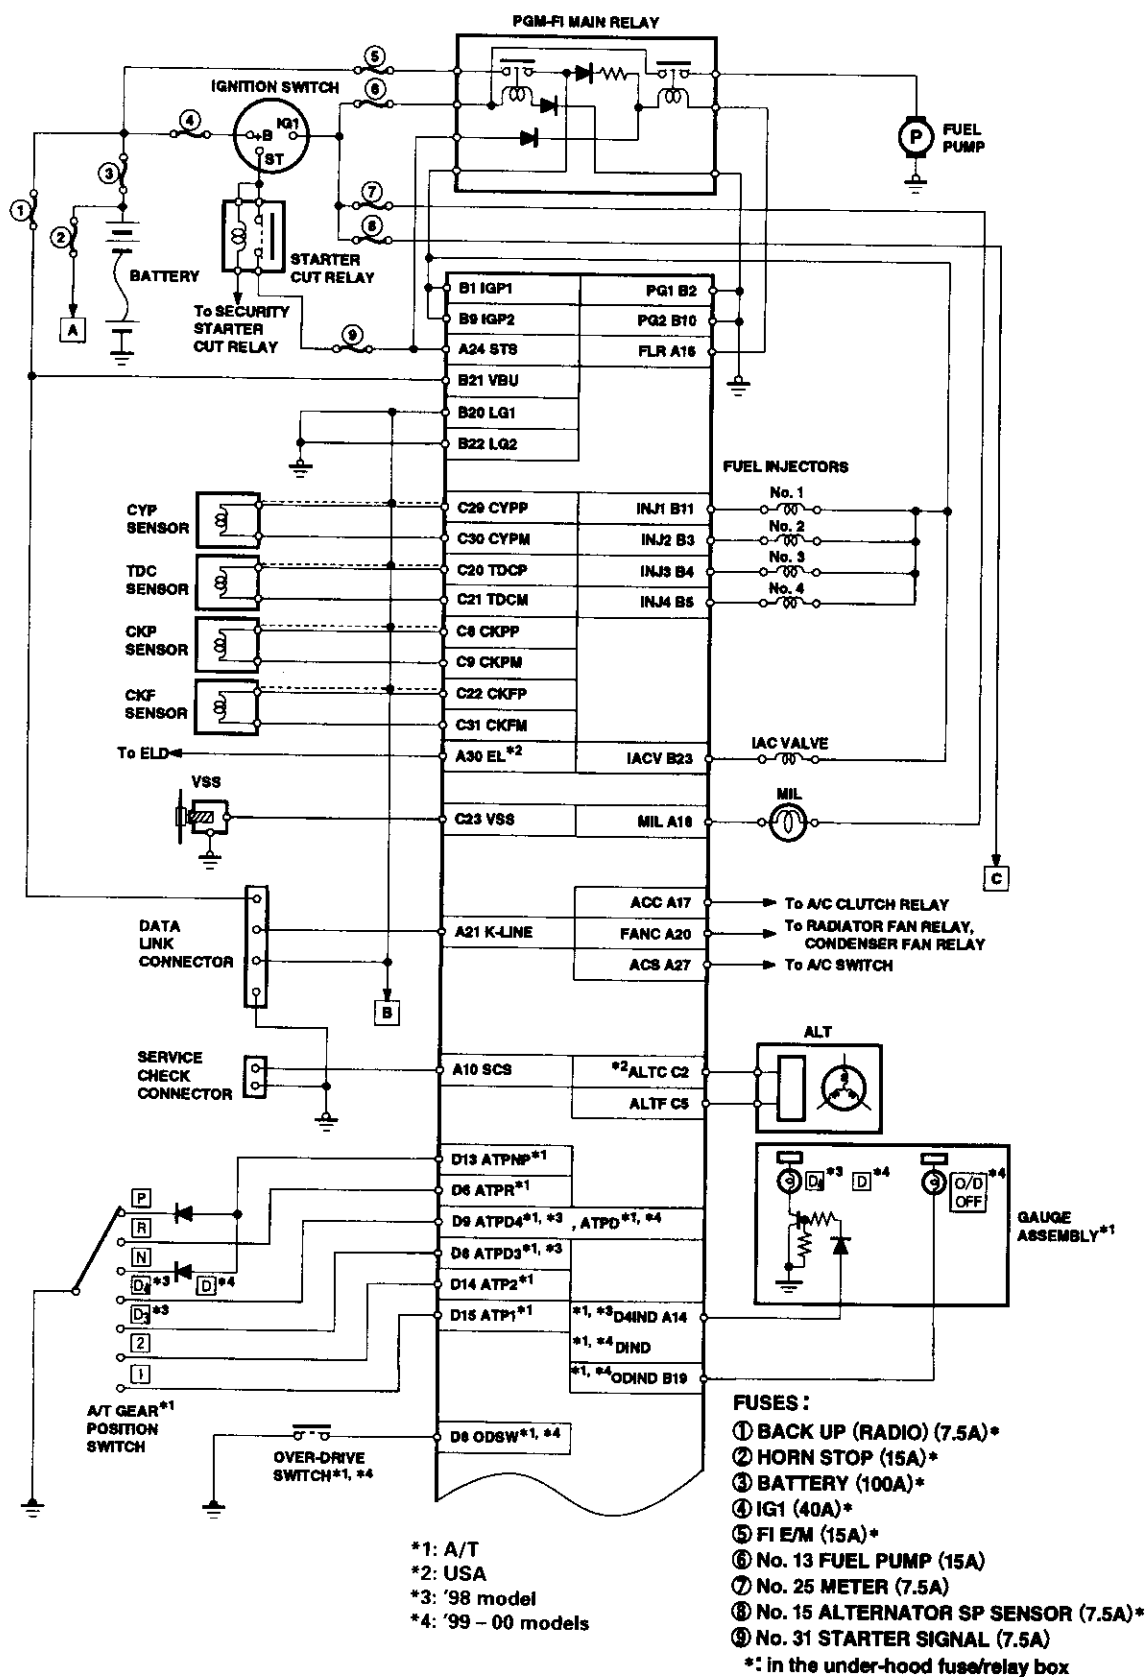 PGM-FI MAIN RELAY
IGNITION SWITCH
5
6
4
+B
IG1
ST
3
1
2
7
8
9
P
FUEL
PUMP
BATTERY
A
STARTER
CUT RELAY
To SECURITY
STARTER
CUT RELAY
B1 IGP1
B9 IGP2
A24 STS
B21 VBU
B20 LG1
B22 LG2
PG1 B2
PG2 B10
FLR A16
FUEL INJECTORS
No. 1
No. 2
No. 3
No. 4
CYP
SENSOR
C29 CYPP
C30 CYPM
INJ1 B11
INJ2 B3
TDC
SENSOR
C20 TDCP
C21 TDCM
INJ3 B4
INJ4 B5
CKP
SENSOR
C8 CKPP
C9 CKPM
CKF
SENSOR
C22 CKFP
C31 CKFM
To ELD
A30 EL*2
IACV B23
IAC VALVE
VSS
C23 VSS
MIL A18
MIL
C
DATA
LINK
CONNECTOR
A21 K-LINE
ACC A17
FANC A20
ACS A27
To A/C CLUTCH RELAY
To RADIATOR FAN RELAY,
CONDENSER FAN RELAY
To A/C SWITCH
B
SERVICE
CHECK
CONNECTOR
A10 SCS
*2ALTC C2
ALTF C5
ALT
D13 ATPNP*1
D6 ATPR*1
D9 ATPD4*1, *3 , ATPD*1, *4
D8 ATPD3*1, *3
D14 ATP2*1
D15 ATP1*1
*1, *3D4IND A14
*1, *4DIND
*1, *4ODIND B19
D4*3 D*4
O/D
OFF*4
GAUGE
ASSEMBLY*1
P
R
N
D4*3 D*4
D3*3
2
1
A/T GEAR*1
POSITION
SWITCH
OVER-DRIVE
SWITCH*1, *4
D8 ODSW*1, *4
*1: A/T
*2: USA
*3: '98 model
*4: '99 – 00 models
FUSES :
① BACK UP (RADIO) (7.5A)*
② HORN STOP (15A)*
③ BATTERY (100A)*
④ IG1 (40A)*
⑤ FI E/M (15A)*
⑥ No. 13 FUEL PUMP (15A)
⑦ No. 25 METER (7.5A)
⑧ No. 15 ALTERNATOR SP SENSOR (7.5A)*
⑨ No. 31 STARTER SIGNAL (7.5A)
*: in the under-hood fuse/relay box